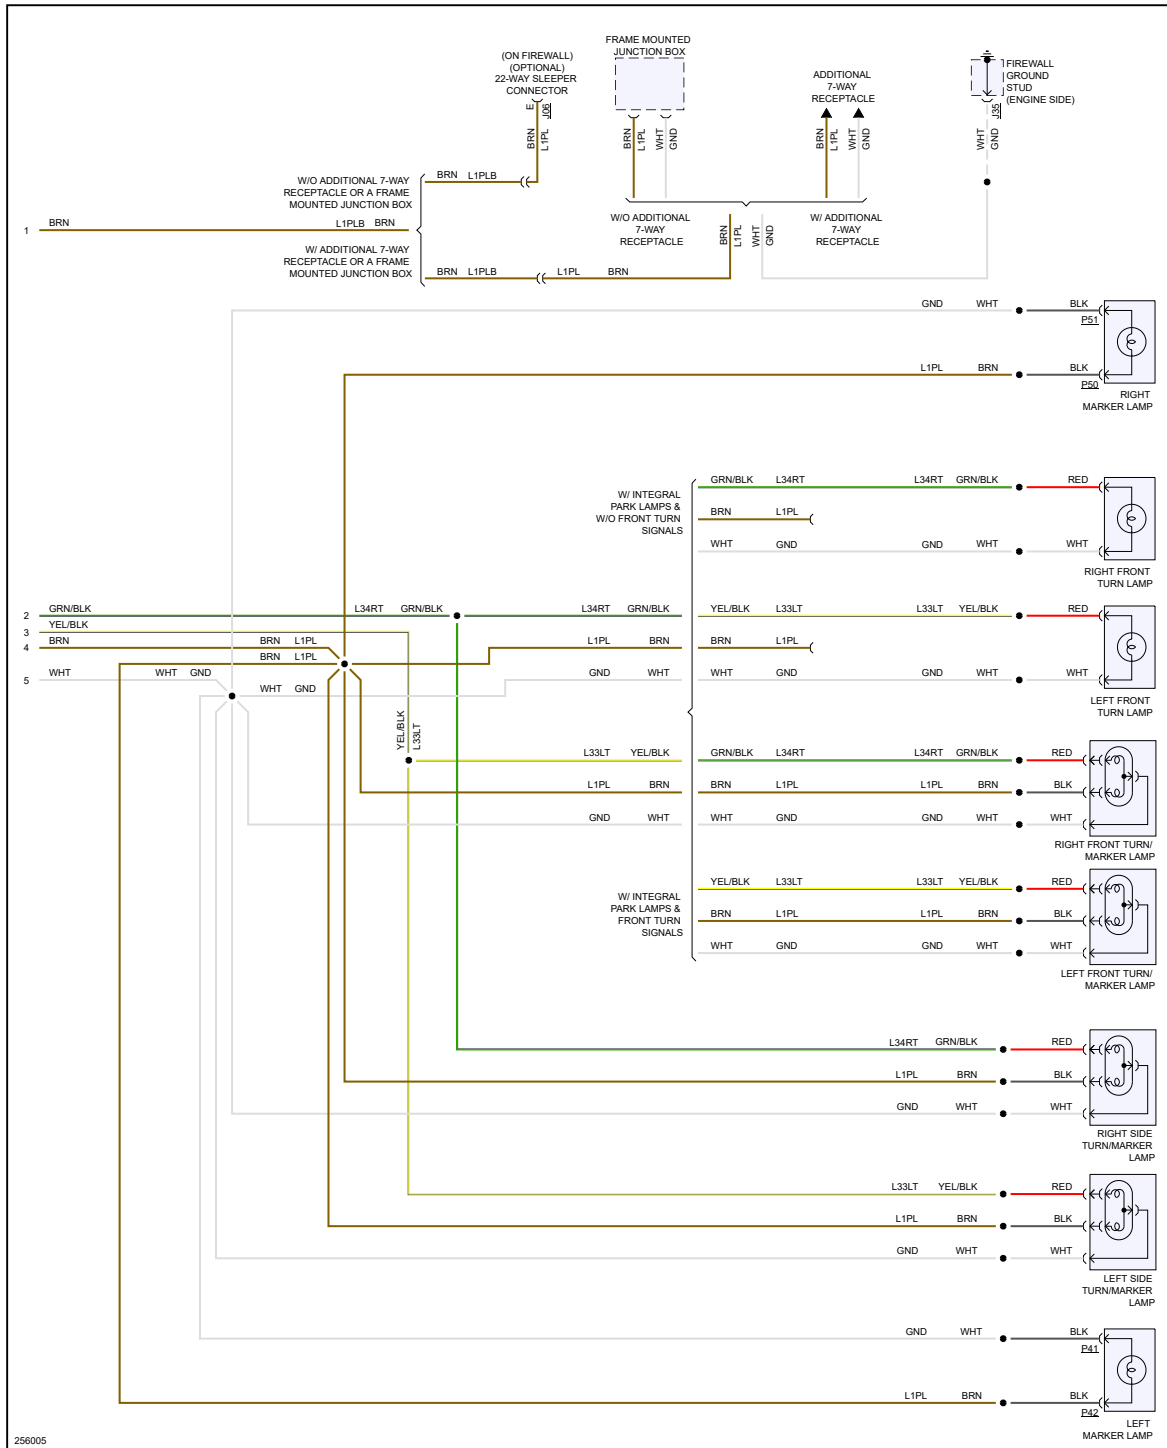 (ON FIREWALL)
(OPTIONAL)
22-WAY SLEEPER
CONNECTOR
E
J06
BRN
L1PL
FRAME MOUNTED
JUNCTION BOX
BRN
L1PL
WHT
GND
ADDITIONAL
7-WAY
RECEPTACLE
BRN
L1PL
WHT
GND
FIREWALL
GROUND
STUD
(ENGINE SIDE)
J35
WHT
GND
W/O ADDITIONAL 7-WAY
RECEPTACLE OR A FRAME
MOUNTED JUNCTION BOX
BRN L1PLB
W/O ADDITIONAL
7-WAY
RECEPTACLE
BRN
L1PL
WHT
GND
W/ ADDITIONAL
7-WAY
RECEPTACLE
1 BRN L1PLB BRN
W/ ADDITIONAL 7-WAY
RECEPTACLE OR A FRAME
MOUNTED JUNCTION BOX
BRN L1PLB L1PL BRN
GND WHT BLK
P51
L1PL BRN BLK
P50
RIGHT
MARKER LAMP
W/ INTEGRAL
PARK LAMPS &
W/O FRONT TURN
SIGNALS
GRN/BLK L34RT L34RT GRN/BLK RED
BRN L1PL
WHT GND GND WHT WHT
RIGHT FRONT
TURN LAMP
2 GRN/BLK L34RT GRN/BLK L34RT GRN/BLK YEL/BLK L33LT L33LT YEL/BLK RED
3 YEL/BLK
4 BRN BRN L1PL L1PL BRN BRN L1PL
BRN L1PL
5 WHT WHT GND GND WHT WHT GND GND WHT WHT
WHT GND
LEFT FRONT
TURN LAMP
YEL/BLK
L33LT
L33LT YEL/BLK GRN/BLK L34RT L34RT GRN/BLK RED
L1PL BRN BRN L1PL L1PL BRN BLK
GND WHT WHT GND GND WHT WHT
RIGHT FRONT TURN/
MARKER LAMP
W/ INTEGRAL
PARK LAMPS &
FRONT TURN
SIGNALS
YEL/BLK L33LT L33LT YEL/BLK RED
BRN L1PL L1PL BRN BLK
WHT GND GND WHT WHT
LEFT FRONT TURN/
MARKER LAMP
L34RT GRN/BLK RED
L1PL BRN BLK
GND WHT WHT
RIGHT SIDE
TURN/MARKER
LAMP
L33LT YEL/BLK RED
L1PL BRN BLK
GND WHT WHT
LEFT SIDE
TURN/MARKER
LAMP
GND WHT BLK
P41
L1PL BRN BLK
P42
LEFT
MARKER LAMP
256005